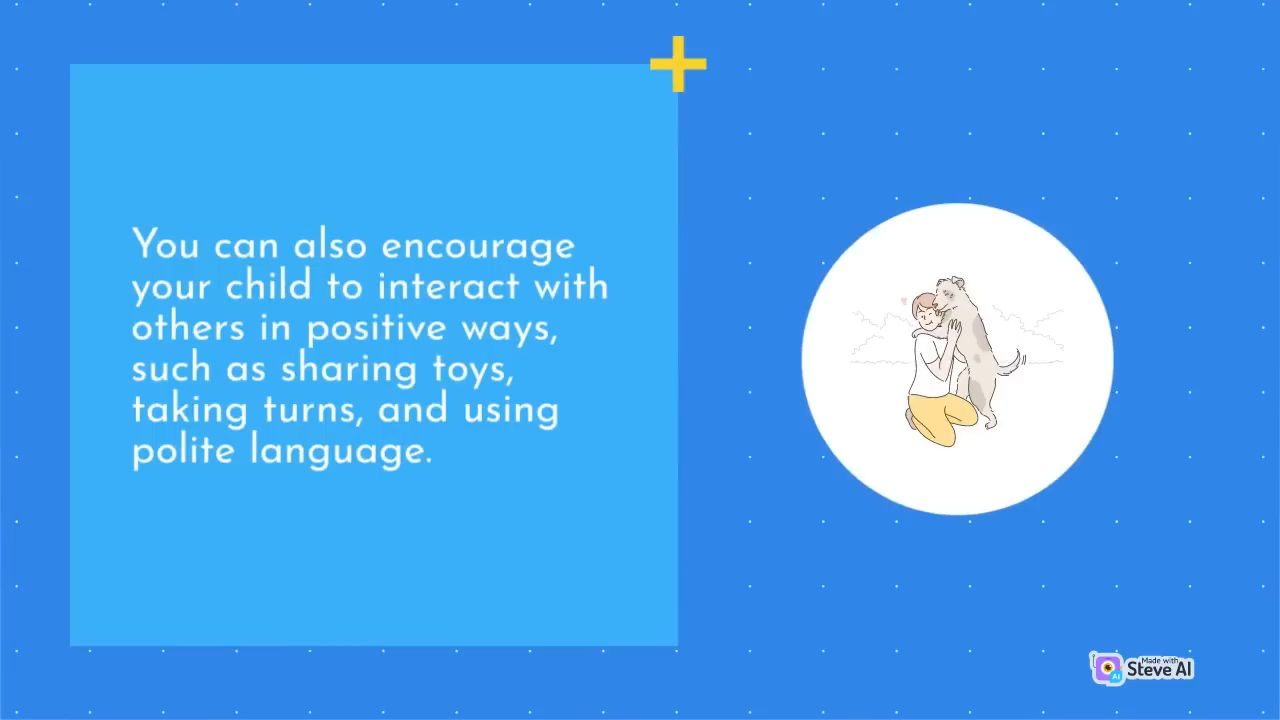 You can also encourage
your child to interact with
others in positive ways,
such as sharing toys,
taking turns, and using
polite language.
Made with
Steve AI
AI